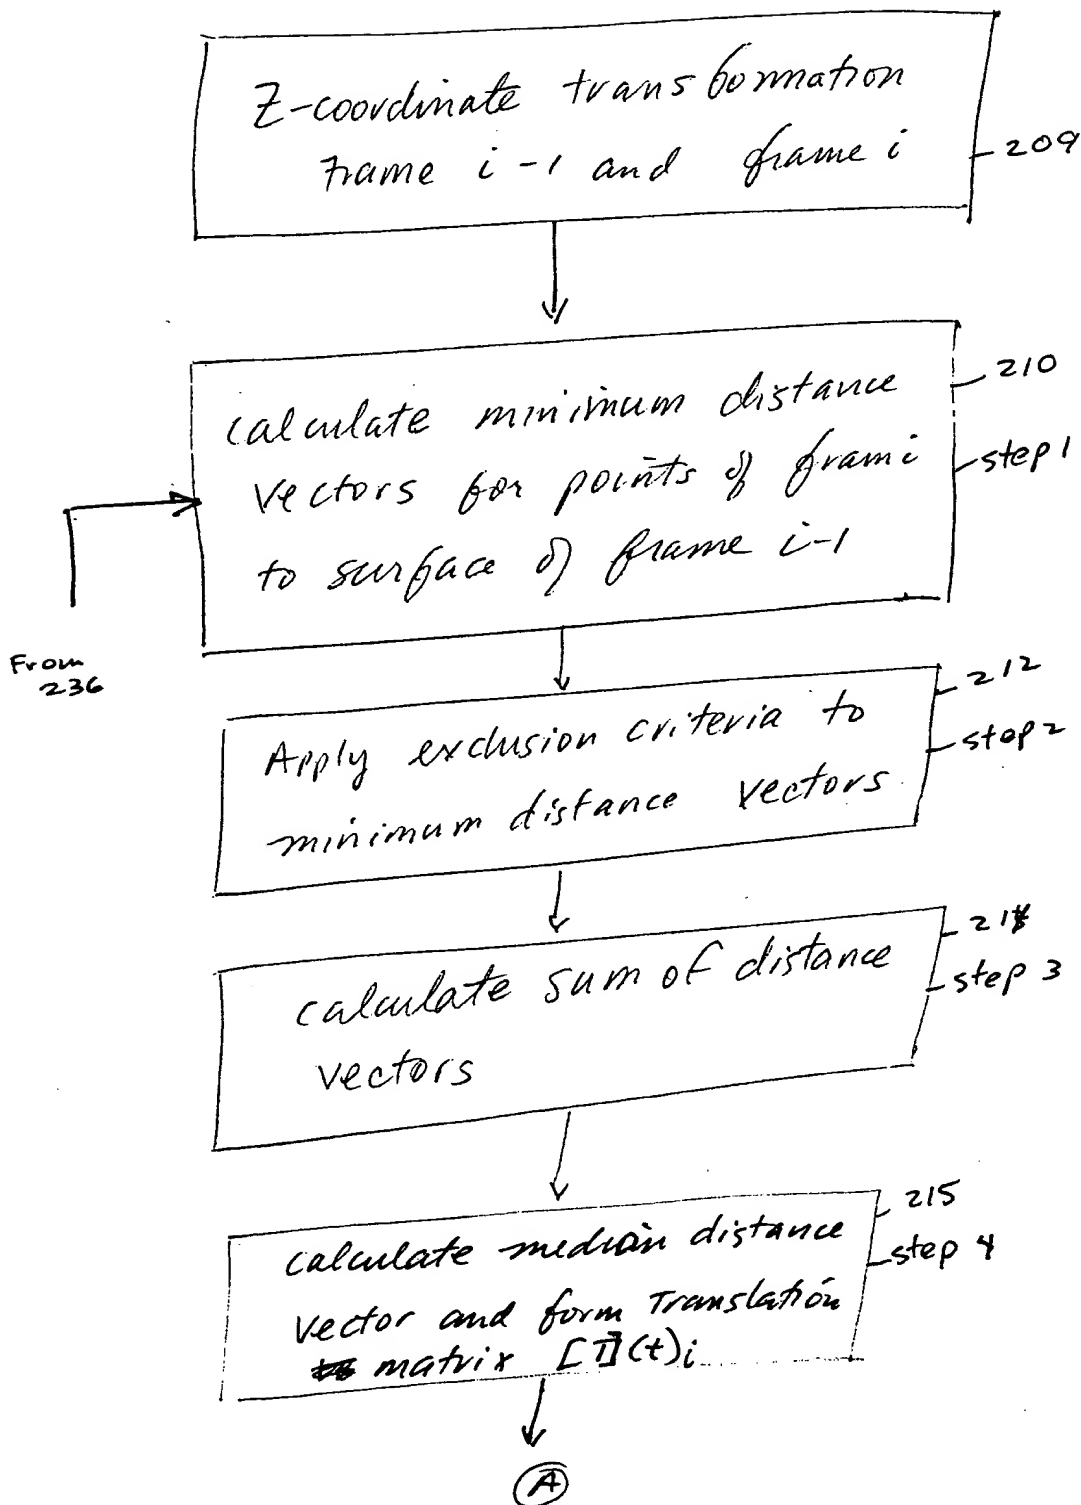 Z-coordinate transformation
Frame i-1 and frame i
209
calculate minimum distance
vectors for points of frami
to surface of frame i-1
210
step 1
From
236
Apply exclusion criteria to
minimum distance vectors
212
step 2
calculate sum of distance
vectors
214
step 3
calculate median distance
vector and form Translation
matrix [T](t)i
215
step 4
A